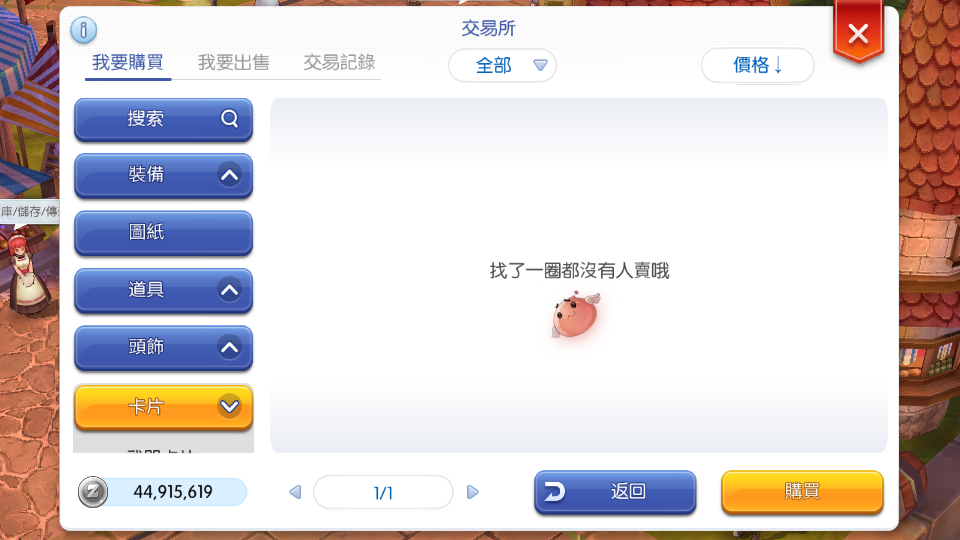 交易所
我要購買 我要出售 交易記錄 全部 價格↓
搜索
裝備
圖紙
道具
頭飾
卡片
找了一圈都沒有人賣哦
庫/儲存/傳
44,915,619
1/1
返回
購買